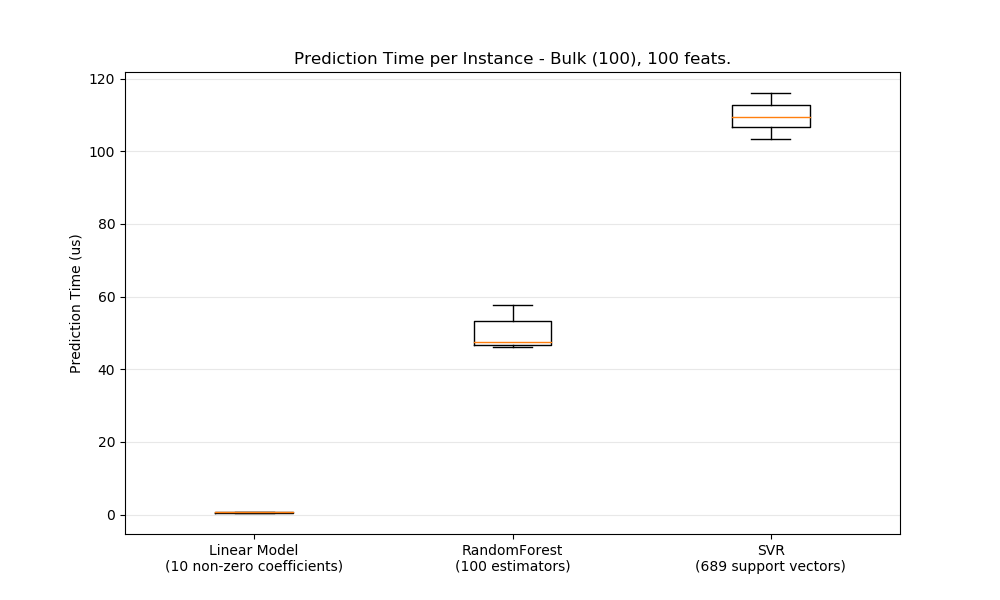 Prediction Time per Instance - Bulk (100), 100 feats.
120
100
80
60
40
20
0
Prediction Time (us)
Linear Model
(10 non-zero coefficients)
RandomForest
(100 estimators)
SVR
(689 support vectors)